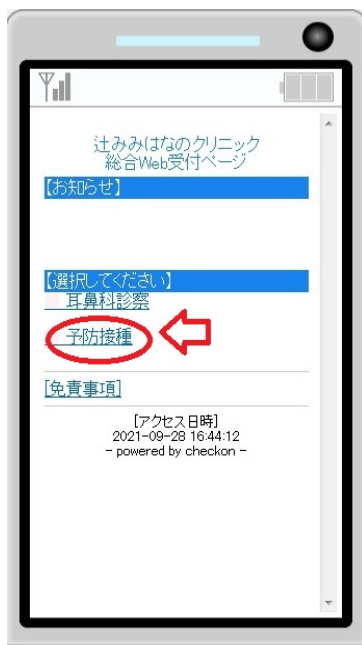 辻みみはなのクリニック
総合Web受付ページ
【お知らせ】
【選択してください】
耳鼻科診察
予防接種
[免責事項]
[アクセス日時]
2021-09-28 16:44:12
- powered by checkon -